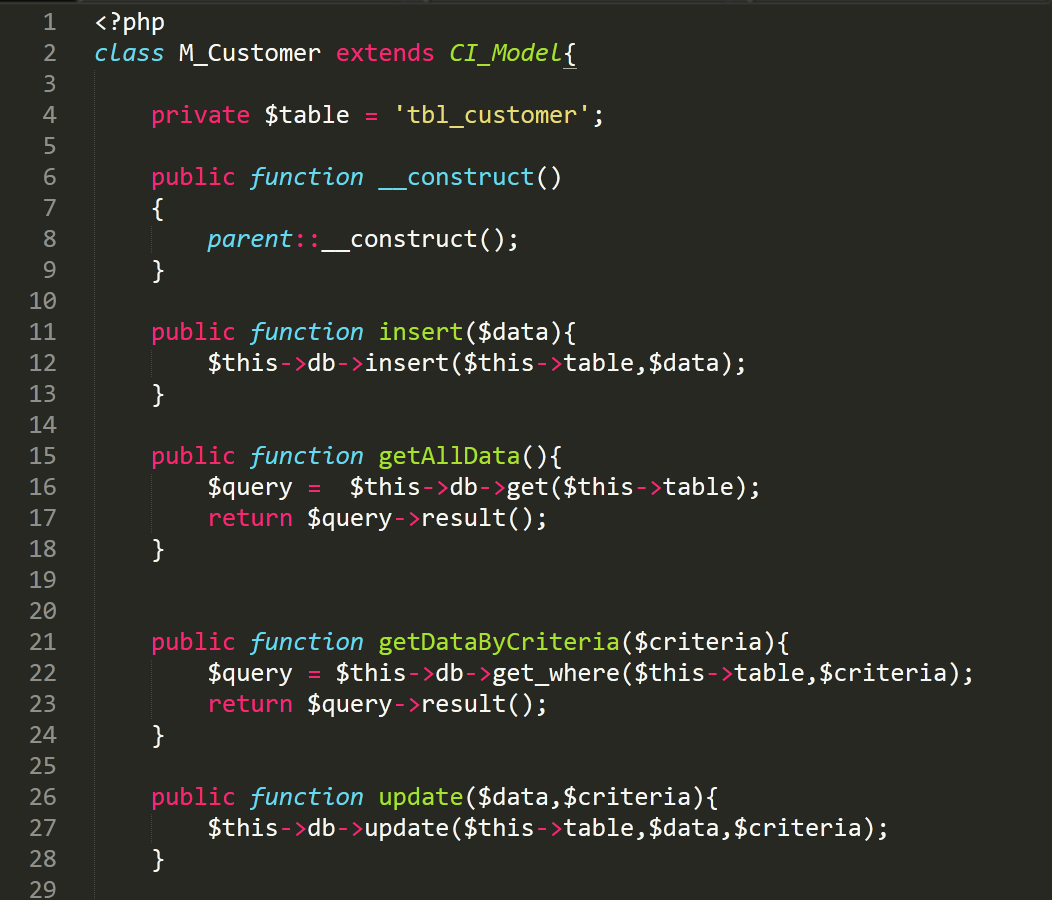 1 <?php
2 class M_Customer extends CI_Model{
3
4 private $table = 'tbl_customer';
5
6 public function __construct()
7 {
8 parent::__construct();
9 }
10
11 public function insert($data){
12 $this->db->insert($this->table,$data);
13 }
14
15 public function getAllData(){
16 $query =  $this->db->get($this->table);
17 return $query->result();
18 }
19
20
21 public function getDataByCriteria($criteria){
22 $query = $this->db->get_where($this->table,$criteria);
23 return $query->result();
24 }
25
26 public function update($data,$criteria){
27 $this->db->update($this->table,$data,$criteria);
28 }
29